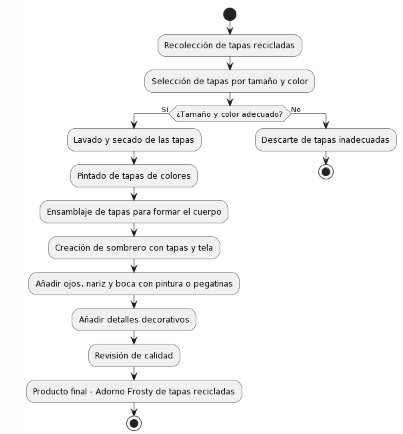 Recolección de tapas recicladas
Selección de tapas por tamaño y color
Sí
¿Tamaño y color adecuado?
No
Lavado y secado de las tapas
Descarte de tapas inadecuadas
Pintado de tapas de colores
Ensamblaje de tapas para formar el cuerpo
Creación de sombrero con tapas y tela
Añadir ojos, nariz y boca con pintura o pegatinas
Añadir detalles decorativos
Revisión de calidad
Producto final - Adorno Frosty de tapas recicladas